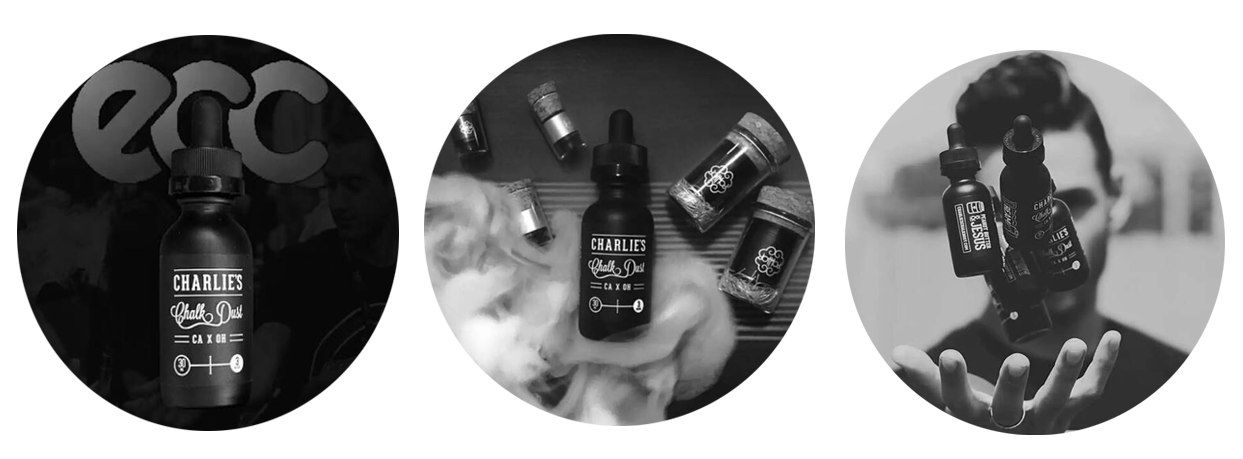 ecc
CHARLIE'S
Chalk Dust
CA X OH
30
3
CHARLIE'S
Chalk Dust
CA X OH
30
3
PEANUT BUTTER
& JESUS
CHARLIE'S
Chalk Dust